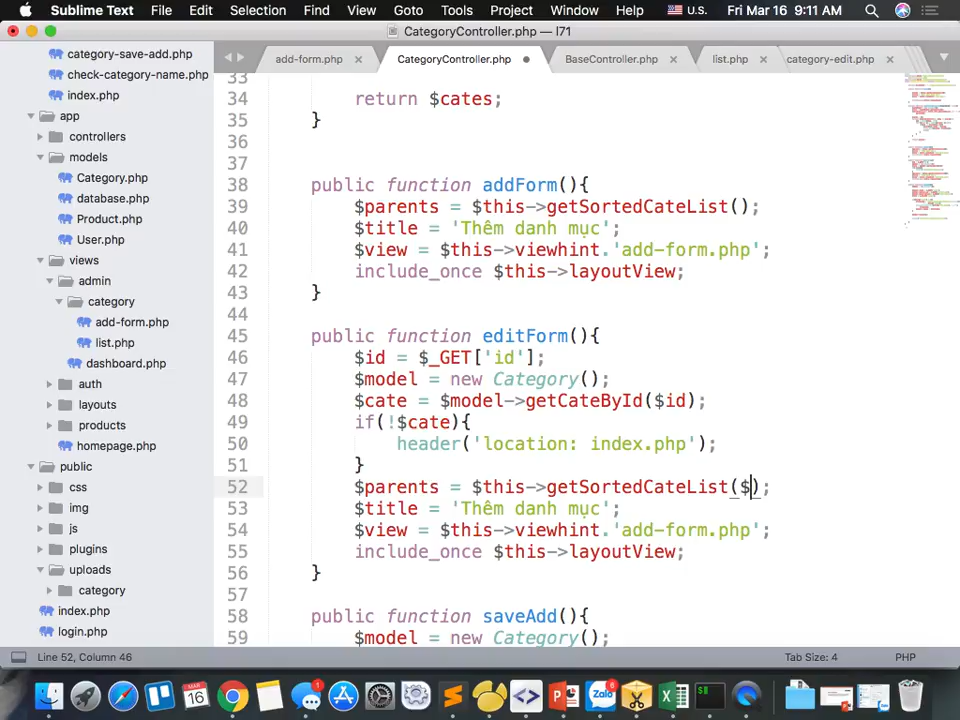 Sublime Text File Edit Selection Find View Goto Tools Project Window Help U.S. Fri Mar 16 9:11 AM
CategoryController.php — l71
category-save-add.php
check-category-name.php
index.php
app
controllers
models
Category.php
database.php
Product.php
User.php
views
admin
category
add-form.php
list.php
dashboard.php
auth
layouts
products
homepage.php
public
css
img
js
plugins
uploads
category
index.php
login.php
add-form.php CategoryController.php BaseController.php list.php category-edit.php
33
34 return $cates;
35 }
36
37
38 public function addForm(){
39 $parents = $this->getSortedCateList();
40 $title = 'Thêm danh mục';
41 $view = $this->viewhint.'add-form.php';
42 include_once $this->layoutView;
43 }
44
45 public function editForm(){
46 $id = $_GET['id'];
47 $model = new Category();
48 $cate = $model->getCateById($id);
49 if(!$cate){
50 header('location: index.php');
51 }
52 $parents = $this->getSortedCateList($);
53 $title = 'Thêm danh mục';
54 $view = $this->viewhint.'add-form.php';
55 include_once $this->layoutView;
56 }
57
58 public function saveAdd(){
59 $model = new Category();
Line 52, Column 46 Tab Size: 4 PHP
MAR
16
1
Zalo
6